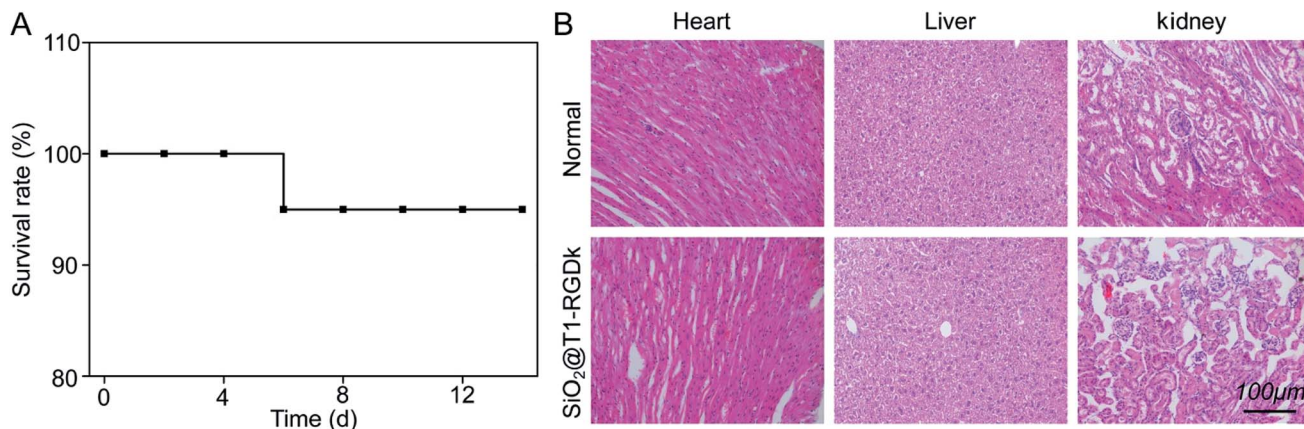 A
110
100
90
80
Survival rate (%)
0 4 8 12
Time (d)
B
Heart Liver kidney
Normal
SiO₂@T1-RGDk
100μm